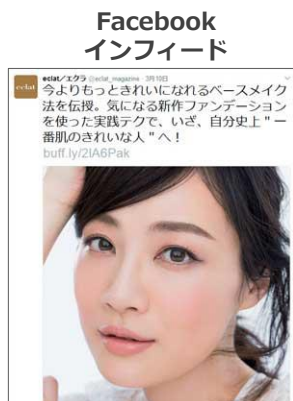 Facebook
インフィード
eclat
eclat/エクラ @eclat_magazine · 3月10日
今よりもっときれいになれるベースメイク
法を伝授。気になる新作ファンデーション
を使った実践テクで、いざ、自分史上＂一
番肌のきれいな人＂へ！
buff.ly/2IA6Pak